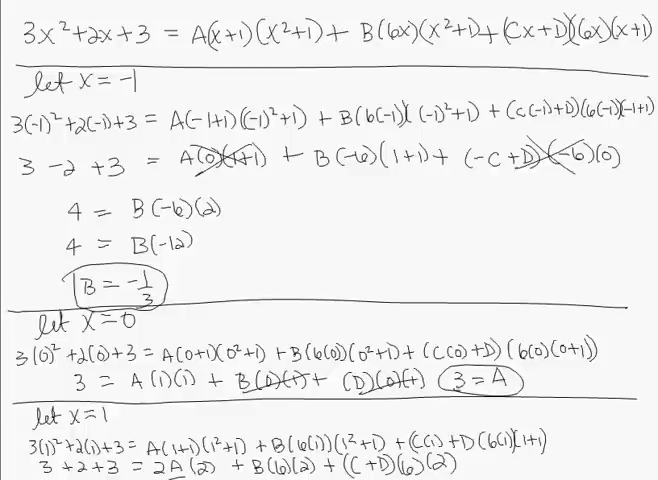 3x²+2x+3 = A(x+1)(x²+1)+ B(6x)(x²+1)+(Cx+D)(6x)(x+1)
let x=-1
3(-1)²+2(-1)+3 = A(-1+1)((-1)²+1) + B(6(-1))((-1)²+1) + (C(-1)+D)(6(-1))(-1+1)
3 -2 +3 = A(0)(1+1) + B(-6)(1+1)+ (-C+D)(-6)(0)
4 = B(-6)(2)
4 = B(-12)
B = -1/3
let x=0
3(0)²+2(0)+3 = A(0+1)(0²+1)+B(6(0))(0²+1)+(C(0)+D)(6(0)(0+1))
3 = A(1)(1) + B(0)(1)+ (D)(0)(1) 3=A
let x=1
3(1)²+2(1)+3= A(1+1)(1²+1) +B(6(1))(1²+1) +(C(1)+D(6(1)(1+1)
3+2+3 = 2A(2) +B(6)(2) +(C+D)(6)(2)